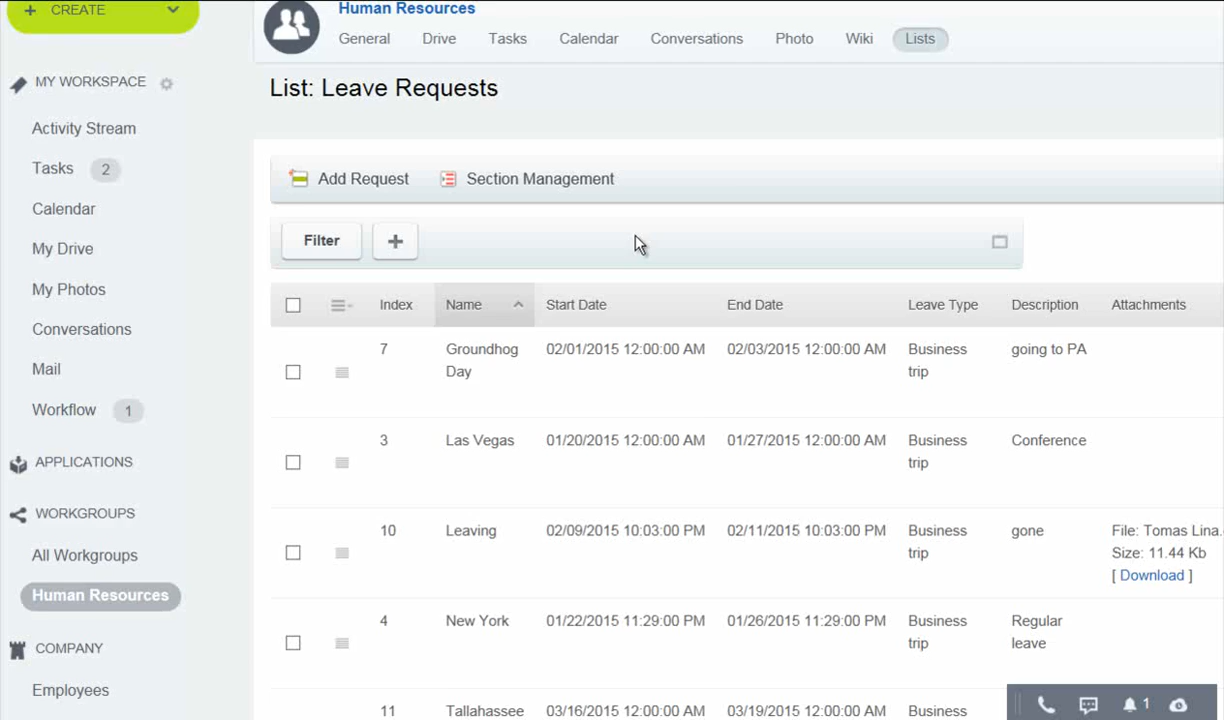 + CREATE
MY WORKSPACE
Activity Stream
Tasks 2
Calendar
My Drive
My Photos
Conversations
Mail
Workflow 1
APPLICATIONS
WORKGROUPS
All Workgroups
Human Resources
COMPANY
Employees
Human Resources
General Drive Tasks Calendar Conversations Photo Wiki Lists
List: Leave Requests
Add Request Section Management
Filter +
Index Name Start Date End Date Leave Type Description Attachments
7 Groundhog 02/01/2015 12:00:00 AM 02/03/2015 12:00:00 AM Business going to PA
Day trip
3 Las Vegas 01/20/2015 12:00:00 AM 01/27/2015 12:00:00 AM Business Conference
trip
10 Leaving 02/09/2015 10:03:00 PM 02/11/2015 10:03:00 PM Business gone File: Tomas Lina.
trip Size: 11.44 Kb
[ Download ]
4 New York 01/22/2015 11:29:00 PM 01/26/2015 11:29:00 PM Business Regular
trip leave
11 Tallahassee 03/16/2015 12:00:00 AM 03/19/2015 12:00:00 AM Business
1